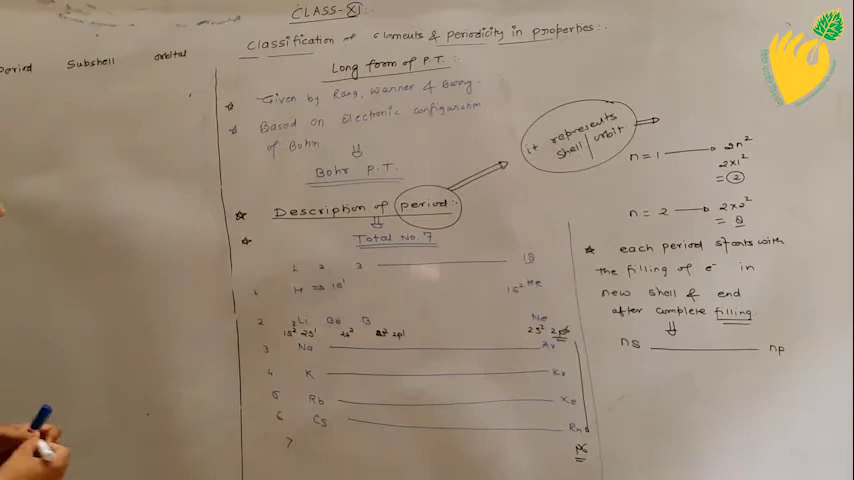 CLASS-XI :-
Classification of elements & periodicity in properties :-
Period Subshell orbital
Long form of P.T. :-
Given by Rang, Warner & Bury.
Based on Electronic configuration
of Bohr
⇓
Bohr P.T.
Description of period :-
⇓
Total No. 7
1 2 3 18
1 H ⇒ 1s¹ 1s² He
2 ₃Li Be B Ne
1s² 2s¹ 2s² 2s² 2p¹ 2s² 2p⁶
3 Na Ar
4 K Kr
5 Rb Xe
6 Cs Rn
7
p⁶
it represents
shell/orbit
n = 1 2n²
2×1²
= 2
n = 2 2×2²
= 8
each period starts with
the filling of e⁻ in
new shell & end
after complete filling.
⇓
ns np